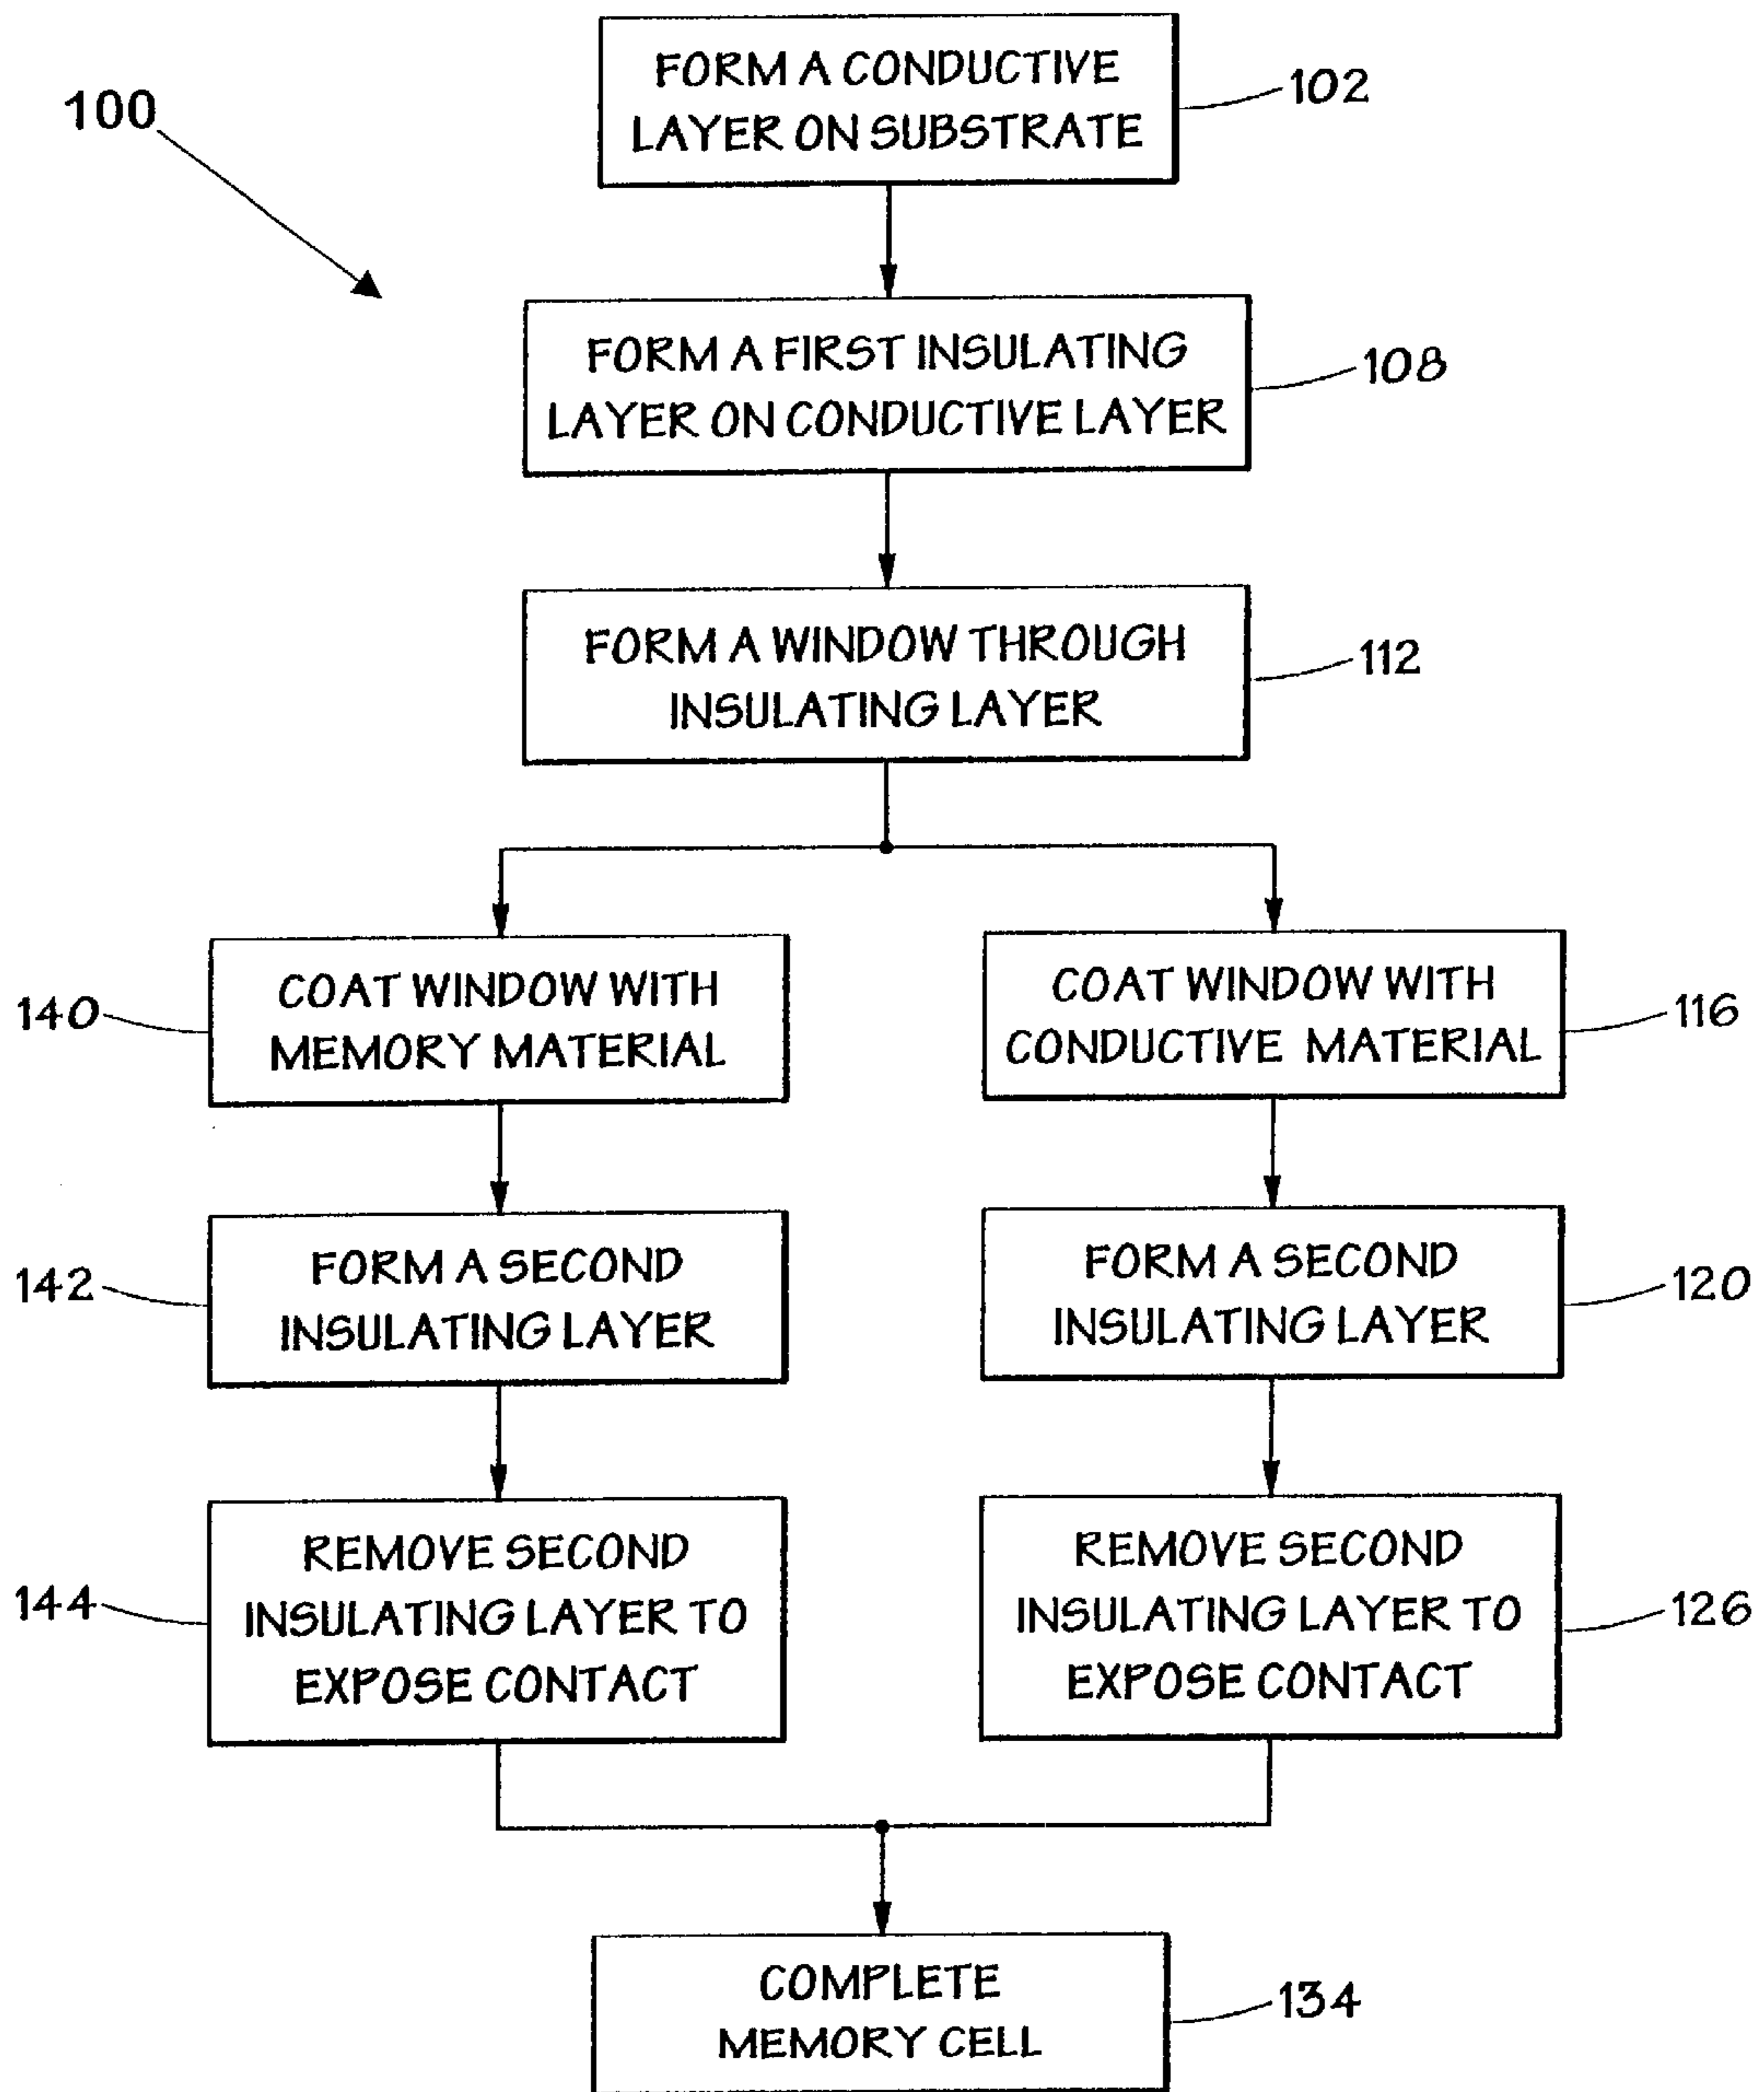 100
FORM A CONDUCTIVE
LAYER ON SUBSTRATE
102
FORM A FIRST INSULATING
LAYER ON CONDUCTIVE LAYER
108
FORM A WINDOW THROUGH
INSULATING LAYER
112
140
COAT WINDOW WITH
MEMORY MATERIAL
COAT WINDOW WITH
CONDUCTIVE MATERIAL
116
142
FORM A SECOND
INSULATING LAYER
FORM A SECOND
INSULATING LAYER
120
144
REMOVE SECOND
INSULATING LAYER TO
EXPOSE CONTACT
REMOVE SECOND
INSULATING LAYER TO
EXPOSE CONTACT
126
COMPLETE
MEMORY CELL
134